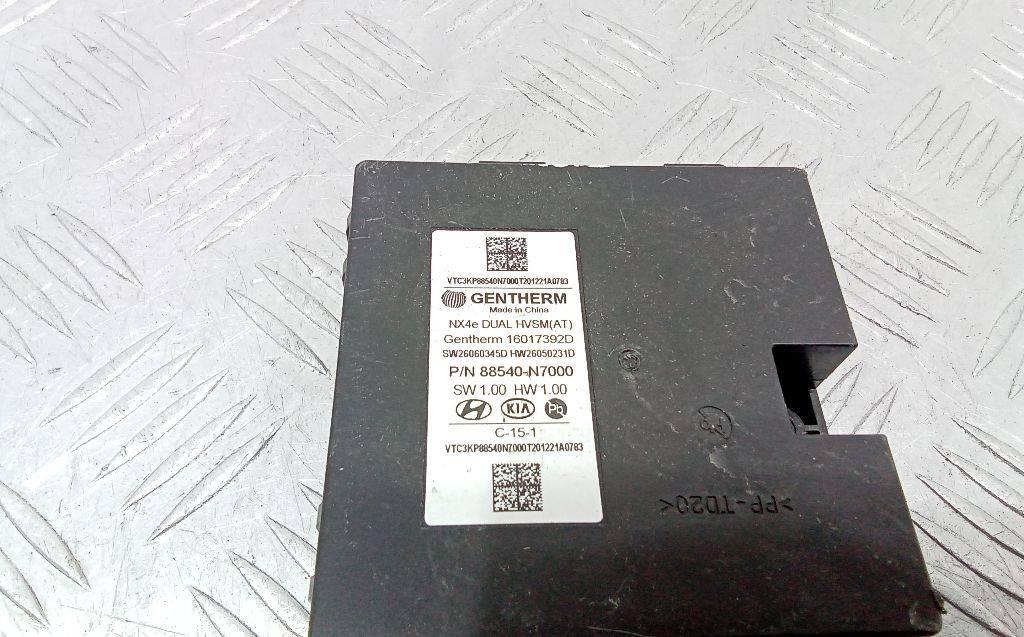 VTC3KP88540N7000T201221A0783
GENTHERM
Made in China
NX4e DUAL HVSM(AT)
Gentherm 16017392D
SW26060345D HW26050231D
P/N 88540-N7000
SW 1.00 HW 1.00
KIA Pb
C-15-1
VTC3KP88540N7000T201221A0783
>PP-TD20<